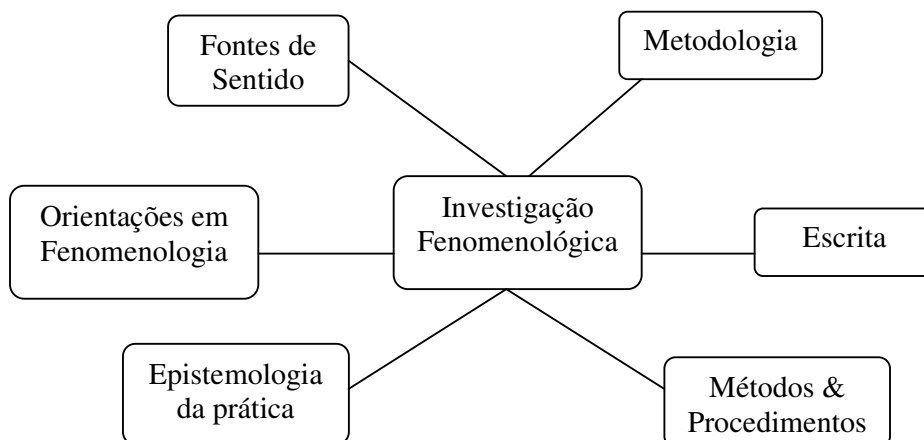 Fontes de
Sentido
Metodologia
Orientações em
Fenomenologia
Investigação
Fenomenológica
Escrita
Epistemologia
da prática
Métodos &
Procedimentos